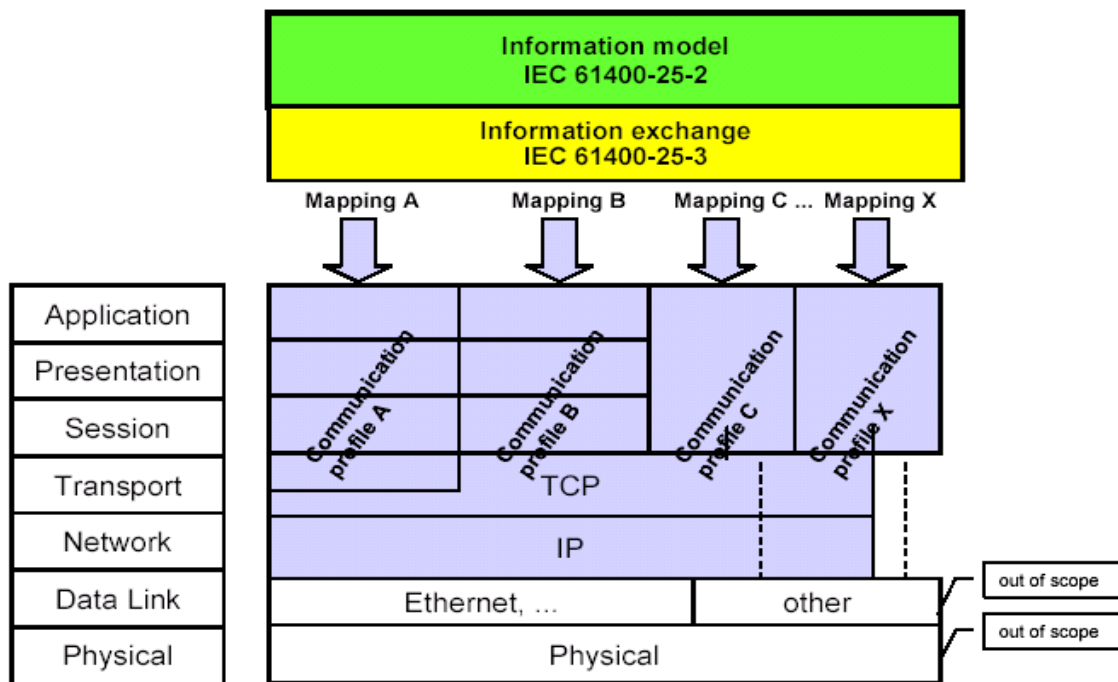 Information model
IEC 61400-25-2
Information exchange
IEC 61400-25-3
Mapping A
Mapping B
Mapping C ...
Mapping X
Application
Presentation
Session
Transport
Network
Data Link
Physical
Communication
profile A
Communication
profile B
Communication
profile C
Communication
profile X
TCP
IP
Ethernet, ...
other
Physical
out of scope
out of scope